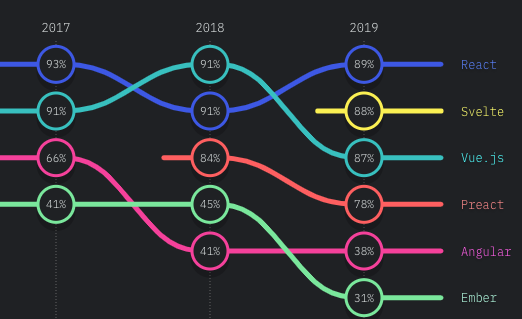 2017 2018 2019
93% 91% 89% React
91% 91% 88% Svelte
66% 84% 87% Vue.js
41% 45% 78% Preact
41% 38% Angular
31% Ember